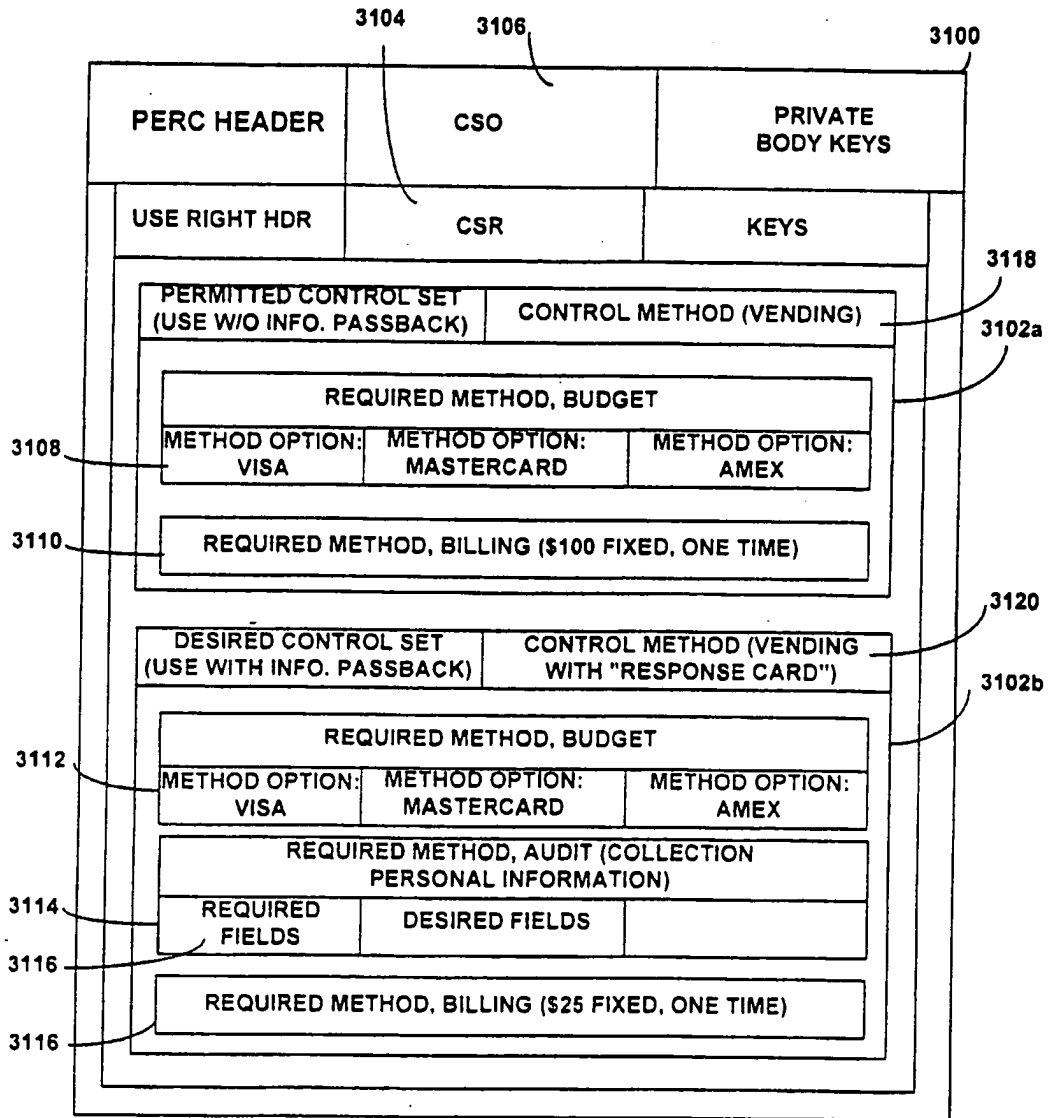 3104
3106
3100
PERC HEADER
CSO
PRIVATE
BODY KEYS
USE RIGHT HDR
CSR
KEYS
3118
PERMITTED CONTROL SET
(USE W/O INFO. PASSBACK)
CONTROL METHOD (VENDING)
3102a
REQUIRED METHOD, BUDGET
3108
METHOD OPTION:
VISA
METHOD OPTION:
MASTERCARD
METHOD OPTION:
AMEX
3110
REQUIRED METHOD, BILLING ($100 FIXED, ONE TIME)
3120
DESIRED CONTROL SET
(USE WITH INFO. PASSBACK)
CONTROL METHOD (VENDING
WITH "RESPONSE CARD")
3102b
REQUIRED METHOD, BUDGET
3112
METHOD OPTION:
VISA
METHOD OPTION:
MASTERCARD
METHOD OPTION:
AMEX
REQUIRED METHOD, AUDIT (COLLECTION
PERSONAL INFORMATION)
3114
REQUIRED
FIELDS
DESIRED FIELDS
3116
REQUIRED METHOD, BILLING ($25 FIXED, ONE TIME)
3116